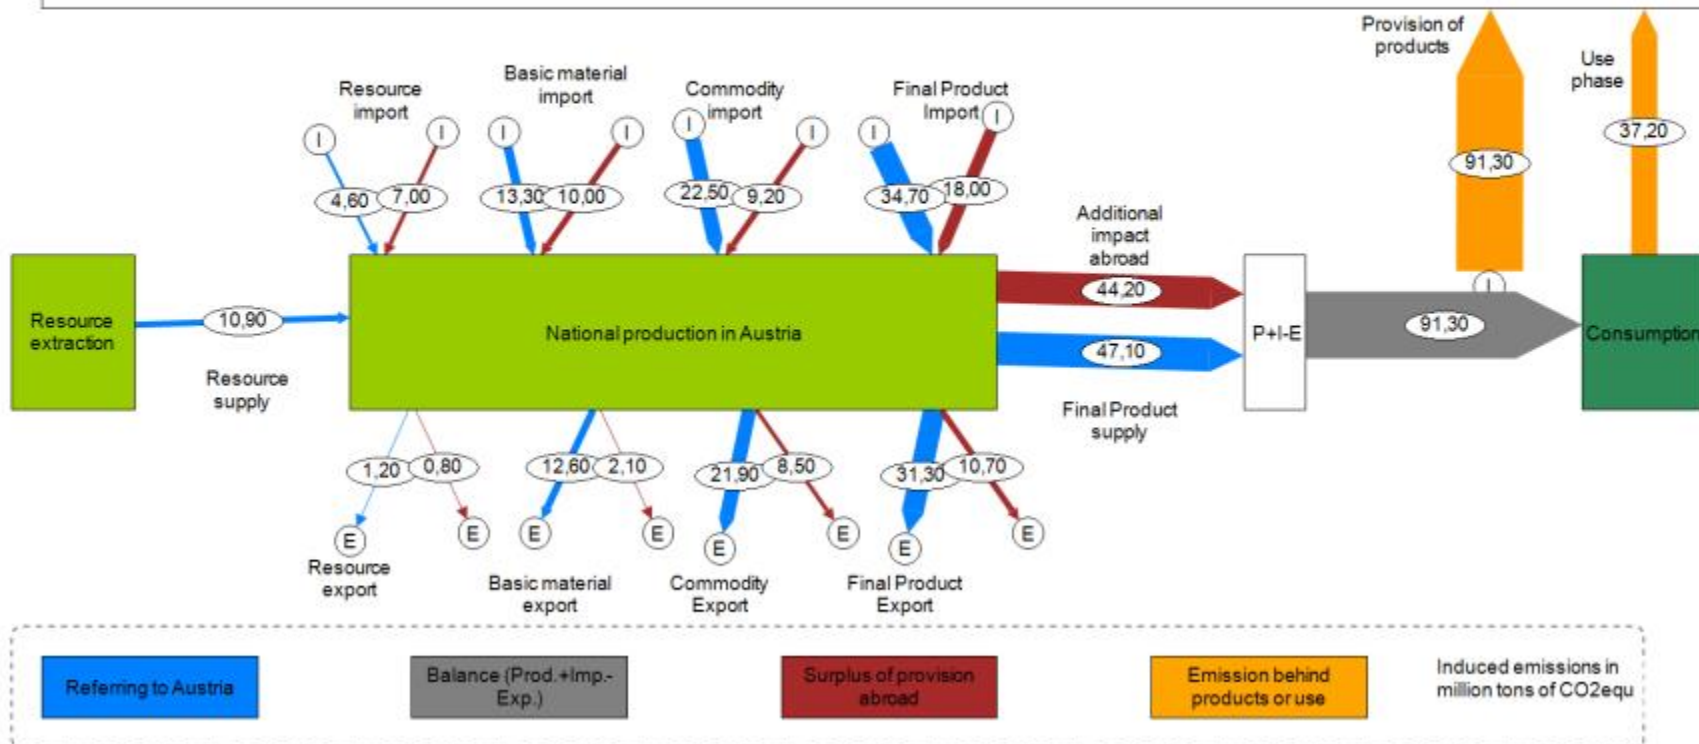 Provision of
products
Use
phase
Resource
import
Basic material
import
Commodity
import
Final Product
Import
I
I
I
I
I
I
I
I
4,60
7,00
13,30
10,00
22,50
9,20
34,70
18,00
91,30
37,20
Additional
impact
abroad
44,20
I
Resource
extraction
10,90
Resource
supply
National production in Austria
47,10
Final Product
supply
P+I-E
91,30
Consumption
1,20
0,80
12,60
2,10
21,90
8,50
31,30
10,70
E
E
E
E
E
E
E
E
Resource
export
Basic material
export
Commodity
Export
Final Product
Export
Referring to Austria
Balance (Prod.+Imp.-
Exp.)
Surplus of provision
abroad
Emission behind
products or use
Induced emissions in
million tons of CO2equ